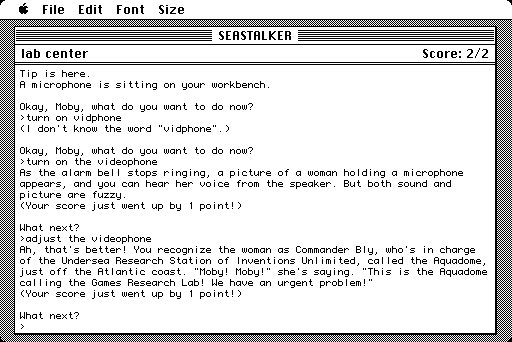 File Edit Font Size
SEASTALKER
lab center Score: 2/2
Tip is here.
A microphone is sitting on your workbench.
Okay, Moby, what do you want to do now?
>turn on vidphone
(I don't know the word "vidphone".)
Okay, Moby, what do you want to do now?
>turn on the videophone
As the alarm bell stops ringing, a picture of a woman holding a microphone
appears, and you can hear her voice from the speaker. But both sound and
picture are fuzzy.
(Your score just went up by 1 point!)
What next?
>adjust the videophone
Ah, that's better! You recognize the woman as Commander Bly, who's in charge
of the Undersea Research Station of Inventions Unlimited, called the Aquadome,
just off the Atlantic coast. "Moby! Moby!" she's saying. "This is the Aquadome
calling the Games Research Lab! We have an urgent problem!"
(Your score just went up by 1 point!)
What next?
>